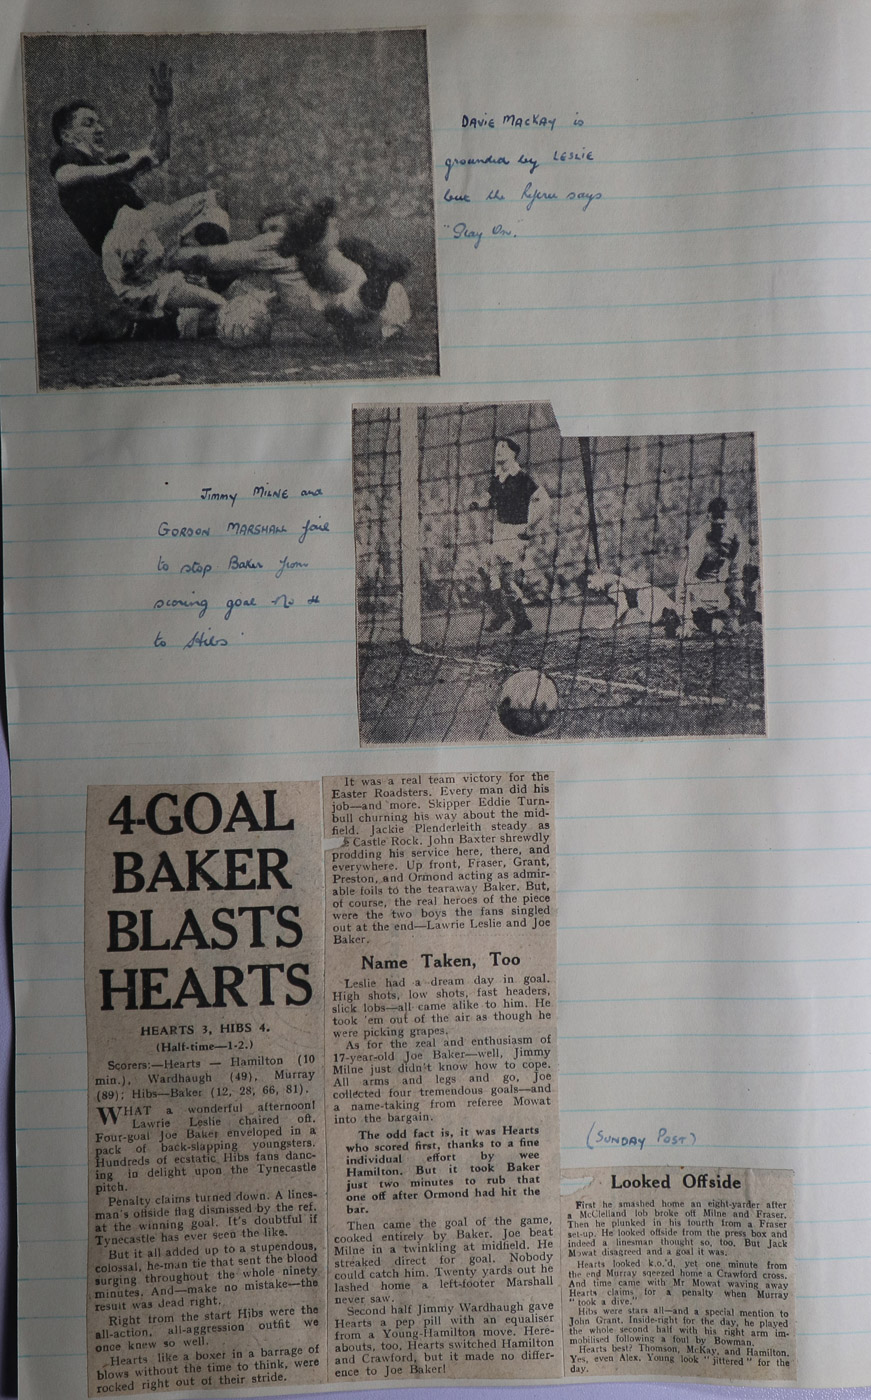 DAVIE MACKAY is
grounded by LESLIE
but the Referee says
"Play On."
Jimmy MILNE and
GORDON MARSHALL fail
to stop Baker from
scoring goal No 4
to Hibs
4-GOAL
BAKER
BLASTS
HEARTS
HEARTS 3, HIBS 4.
(Half-time—1-2.)
Scorers:—Hearts — Hamilton (10
min.), Wardhaugh (49), Murray
(89); Hibs—Baker (12, 28, 66, 81).
WHAT a wonderful afternoon!
Lawrie Leslie chaired off.
Four-goal Joe Baker enveloped in a
pack of back-slapping youngsters.
Hundreds of ecstatic Hibs fans danc-
ing in delight upon the Tynecastle
pitch.
Penalty claims turned down. A lines-
man's offside flag dismissed by the ref.
at the winning goal. It's doubtful if
Tynecastle has ever seen the like.
But it all added up to a stupendous,
colossal, he-man tie that sent the blood
surging throughout the whole ninety
minutes. And—make no mistake—the
result was dead right.
Right from the start Hibs were the
all-action, all-aggression outfit we
once knew so well.
Hearts like a boxer in a barrage of
blows without the time to think, were
rocked right out of their stride.
It was a real team victory for the
Easter Roadsters. Every man did his
job—and more. Skipper Eddie Turn-
bull churning his way about the mid-
field. Jackie Plenderleith steady as
Castle Rock. John Baxter shrewdly
prodding his service here, there, and
everywhere. Up front, Fraser, Grant,
Preston, and Ormond acting as admir-
able foils to the tearaway Baker. But,
of course, the real heroes of the piece
were the two boys the fans singled
out at the end—Lawrie Leslie and Joe
Baker.
Name Taken, Too
Leslie had a dream day in goal.
High shots, low shots, fast headers,
slick lobs—all came alike to him. He
took 'em out of the air as though he
were picking grapes.
As for the zeal and enthusiasm of
17-year-old Joe Baker—well, Jimmy
Milne just didn't know how to cope.
All arms and legs and go, Joe
collected four tremendous goals—and
a name-taking from referee Mowat
into the bargain.
The odd fact is, it was Hearts
who scored first, thanks to a fine
individual effort by wee
Hamilton. But it took Baker
just two minutes to rub that
one off after Ormond had hit the
bar.
Then came the goal of the game,
cooked entirely by Baker. Joe beat
Milne in a twinkling at midfield. He
streaked direct for goal. Nobody
could catch him. Twenty yards out he
lashed home a left-footer Marshall
never saw.
Second half Jimmy Wardhaugh gave
Hearts a pep pill with an equaliser
from a Young-Hamilton move. Here-
abouts, too, Hearts switched Hamilton
and Crawford, but it made no differ-
ence to Joe Baker!
(SUNDAY POST)
Looked Offside
First he smashed home an eight-yarder after
a McClelland lob broke off Milne and Fraser.
Then he plunked in his fourth from a Fraser
set-up. He looked offside from the press box and
indeed a linesman thought so, too. But Jack
Mowat disagreed and a goal it was.
Hearts looked k.o.'d, yet one minute from
the end Murray squeezed home a Crawford cross.
And time came with Mr Mowat waving away
Hearts claims for a penalty when Murray
"took a dive."
Hibs were stars all—and a special mention to
John Grant. Inside-right for the day, he played
the whole second half with his right arm im-
mobilised following a foul by Bowman.
Hearts best? Thomson, McKay, and Hamilton.
Yes, even Alex. Young look "jittered" for the
day.